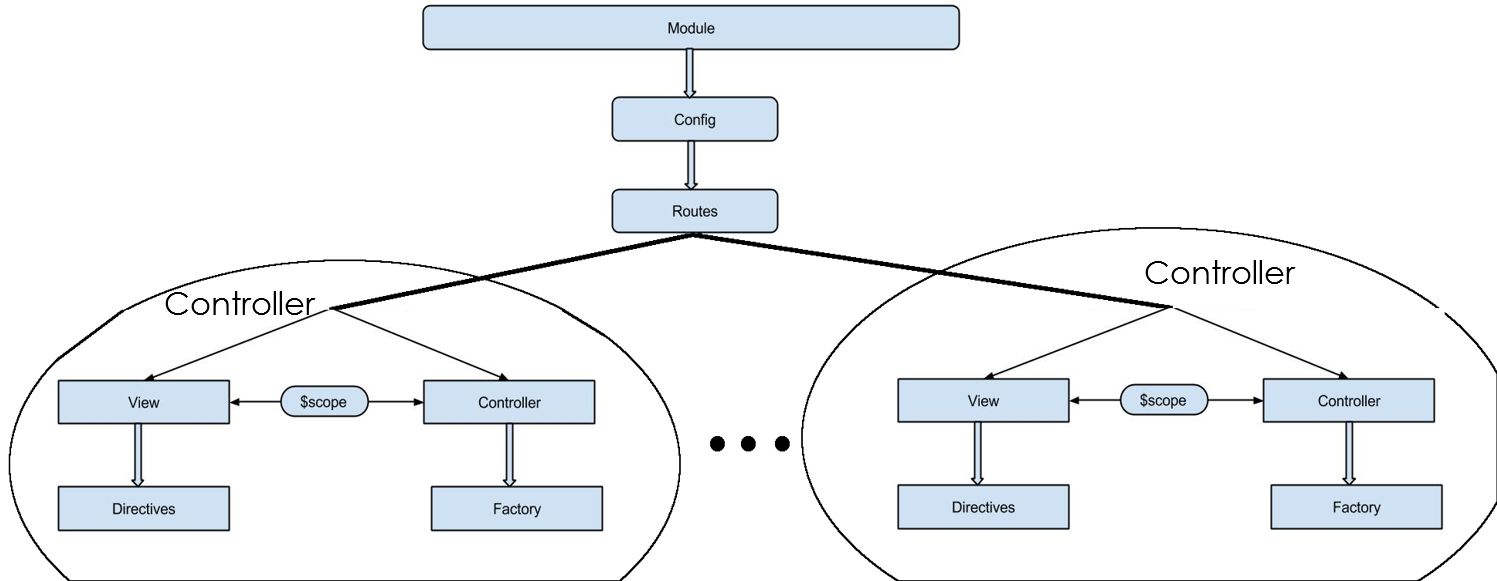 Module
Config
Routes
Controller
Controller
View
$scope
Controller
View
$scope
Controller
Directives
Factory
Directives
Factory